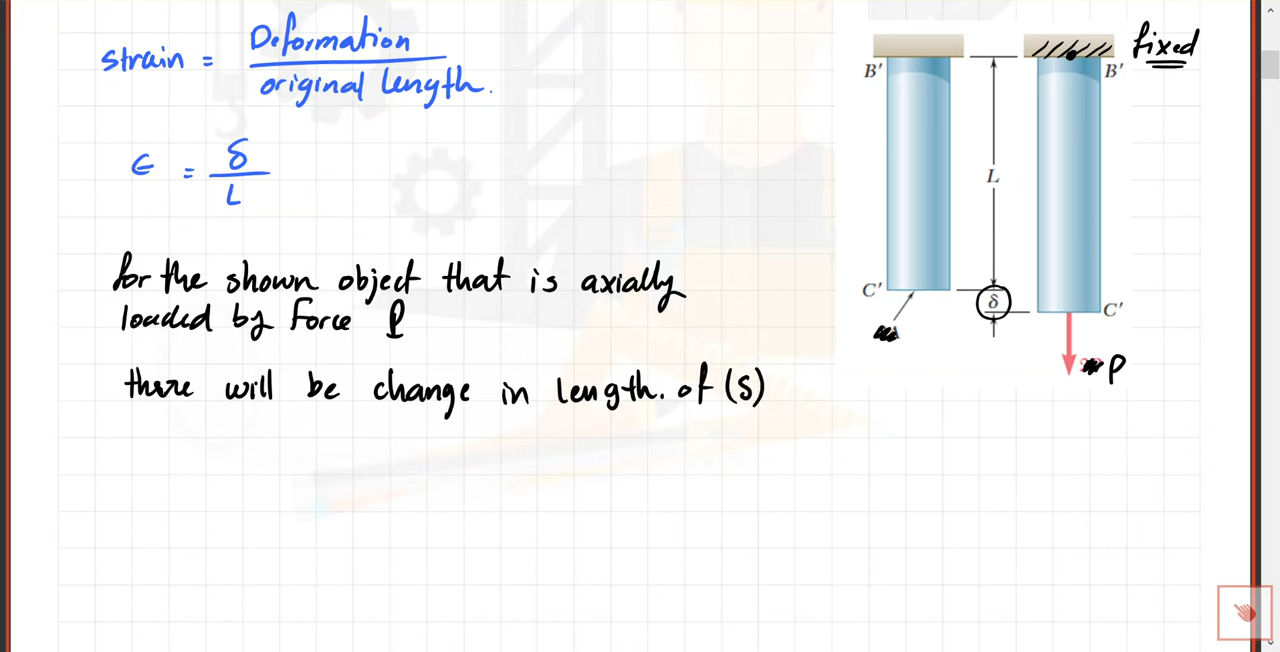 strain = Deformation / original length.
ϵ = δ / L
for the shown object that is axially
loaded by Force P
there will be change in length. of (S)
fixed
B'
B'
L
C'
δ
C'
P